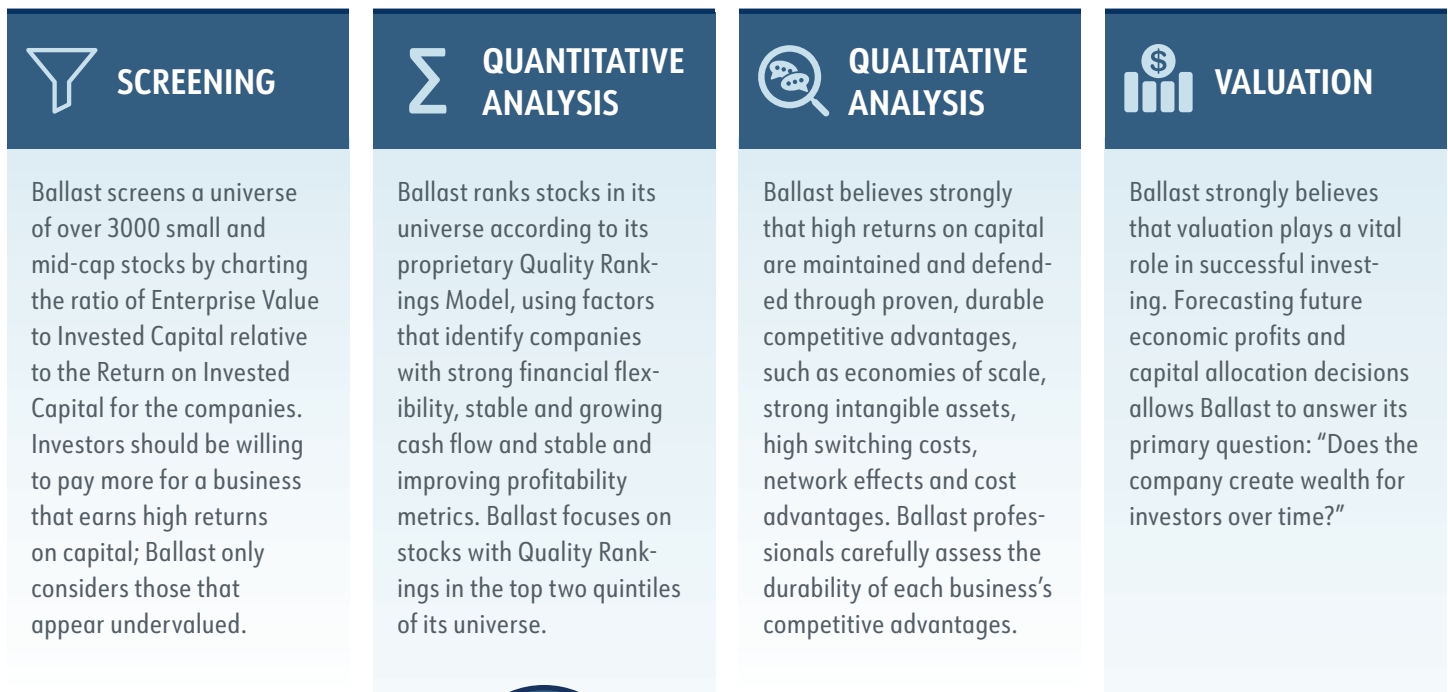 SCREENING
Ballast screens a universe
of over 3000 small and
mid-cap stocks by charting
the ratio of Enterprise Value
to Invested Capital relative
to the Return on Invested
Capital for the companies.
Investors should be willing
to pay more for a business
that earns high returns
on capital; Ballast only
considers those that
appear undervalued.
Σ
QUANTITATIVE
ANALYSIS
Ballast ranks stocks in its
universe according to its
proprietary Quality Rank-
ings Model, using factors
that identify companies
with strong financial flex-
ibility, stable and growing
cash flow and stable and
improving profitability
metrics. Ballast focuses on
stocks with Quality Rank-
ings in the top two quintiles
of its universe.
QUALITATIVE
ANALYSIS
Ballast believes strongly
that high returns on capital
are maintained and defend-
ed through proven, durable
competitive advantages,
such as economies of scale,
strong intangible assets,
high switching costs,
network effects and cost
advantages. Ballast profes-
sionals carefully assess the
durability of each business’s
competitive advantages.
$
VALUATION
Ballast strongly believes
that valuation plays a vital
role in successful invest-
ing. Forecasting future
economic profits and
capital allocation decisions
allows Ballast to answer its
primary question: “Does the
company create wealth for
investors over time?”